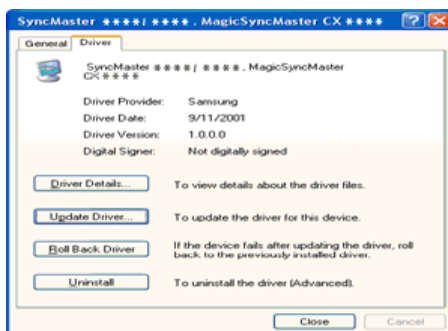 SyncMaster ****/ ****, MagicSyncMaster CX ****
General Driver
SyncMaster ****/ ****, MagicSyncMaster
CX****
Driver Provider: Samsung
Driver Date: 9/11/2001
Driver Version: 1.0.0.0
Digital Signer: Not digitally signed
Driver Details... To view details about the driver files.
Update Driver... To update the driver for this device.
Roll Back Driver If the device fails after updating the driver, roll
back to the previously installed driver.
Uninstall To uninstall the driver (Advanced).
Close Cancel